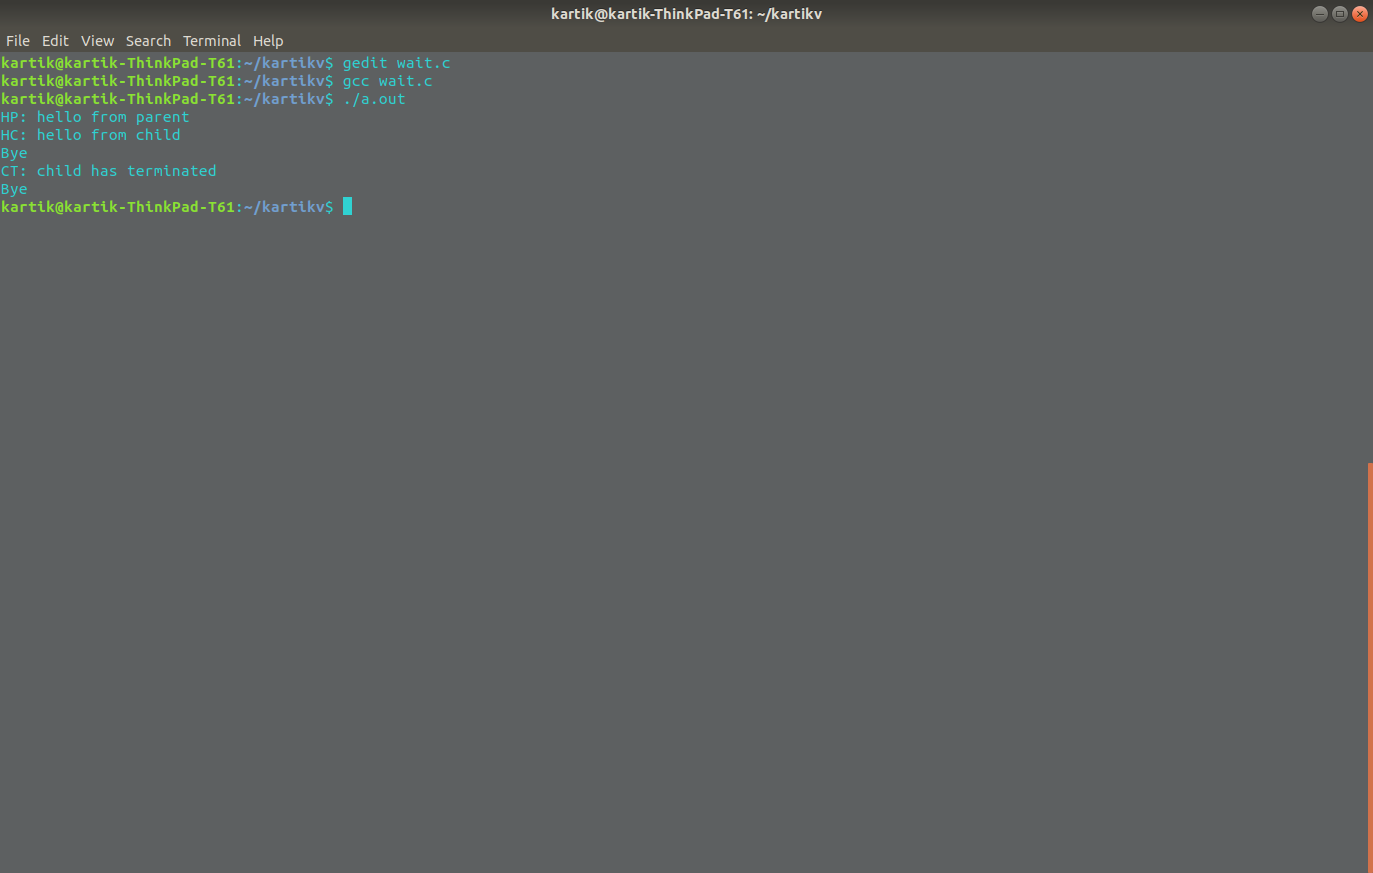 kartik@kartik-ThinkPad-T61: ~/kartikv
File Edit View Search Terminal Help
kartik@kartik-ThinkPad-T61:~/kartikv$ gedit wait.c
kartik@kartik-ThinkPad-T61:~/kartikv$ gcc wait.c
kartik@kartik-ThinkPad-T61:~/kartikv$ ./a.out
HP: hello from parent
HC: hello from child
Bye
CT: child has terminated
Bye
kartik@kartik-ThinkPad-T61:~/kartikv$